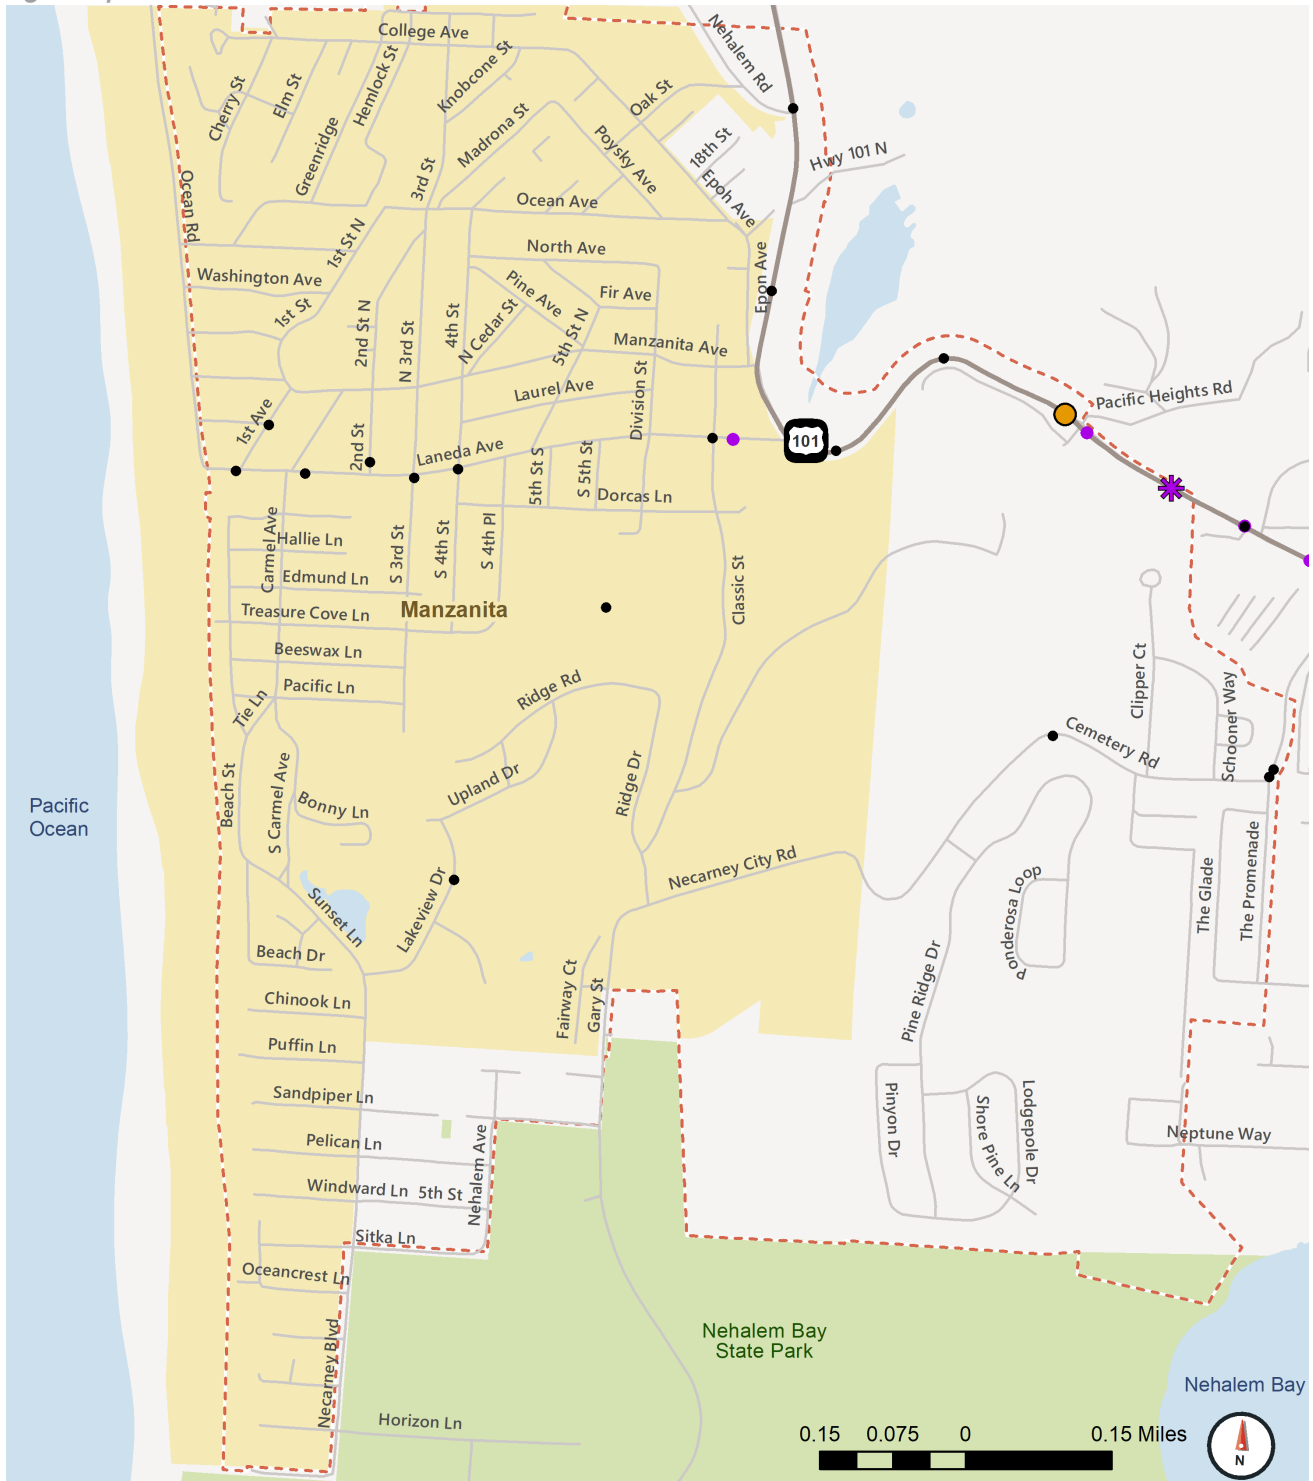 College Ave
Nehalem Rd
Cherry St
Elm St
Greenridge
Hemlock St
Knobcone St
Madrona St
3rd St
Oak St
Poysky Ave
18th St
Epoh Ave
Hwy 101 N
Ocean Rd
Ocean Ave
1st St N
North Ave
Washington Ave
1st St
Pine Ave
Fir Ave
Epon Ave
2nd St N
N 3rd St
4th St
N Cedar St
5th St N
Manzanita Ave
Division St
Laurel Ave
Pacific Heights Rd
1st Ave
2nd St
Laneda Ave
101
5th St S
S 5th St
Dorcas Ln
Carmel Ave
Hallie Ln
S 3rd St
S 4th St
S 4th Pl
Edmund Ln
Classic St
Treasure Cove Ln
Manzanita
Beeswax Ln
Pacific Ln
Tie Ln
Ridge Rd
Clipper Ct
Schooner Way
Cemetery Rd
Beach St
S Carmel Ave
Bonny Ln
Upland Dr
Ridge Dr
Pacific
Ocean
Necarney City Rd
Sunset Ln
Lakeview Dr
Ponderosa Loop
The Glade
The Promenade
Beach Dr
Chinook Ln
Fairway Ct
Gary St
Pine Ridge Dr
Puffin Ln
Sandpiper Ln
Pinyon Dr
Shore Pine Ln
Lodgepole Dr
Pelican Ln
Nehalem Ave
Neptune Way
Windward Ln
5th St
Sitka Ln
Oceancrest Ln
Necarney Blvd
Nehalem Bay
State Park
Nehalem Bay
Horizon Ln
0.15 0.075 0 0.15 Miles
N